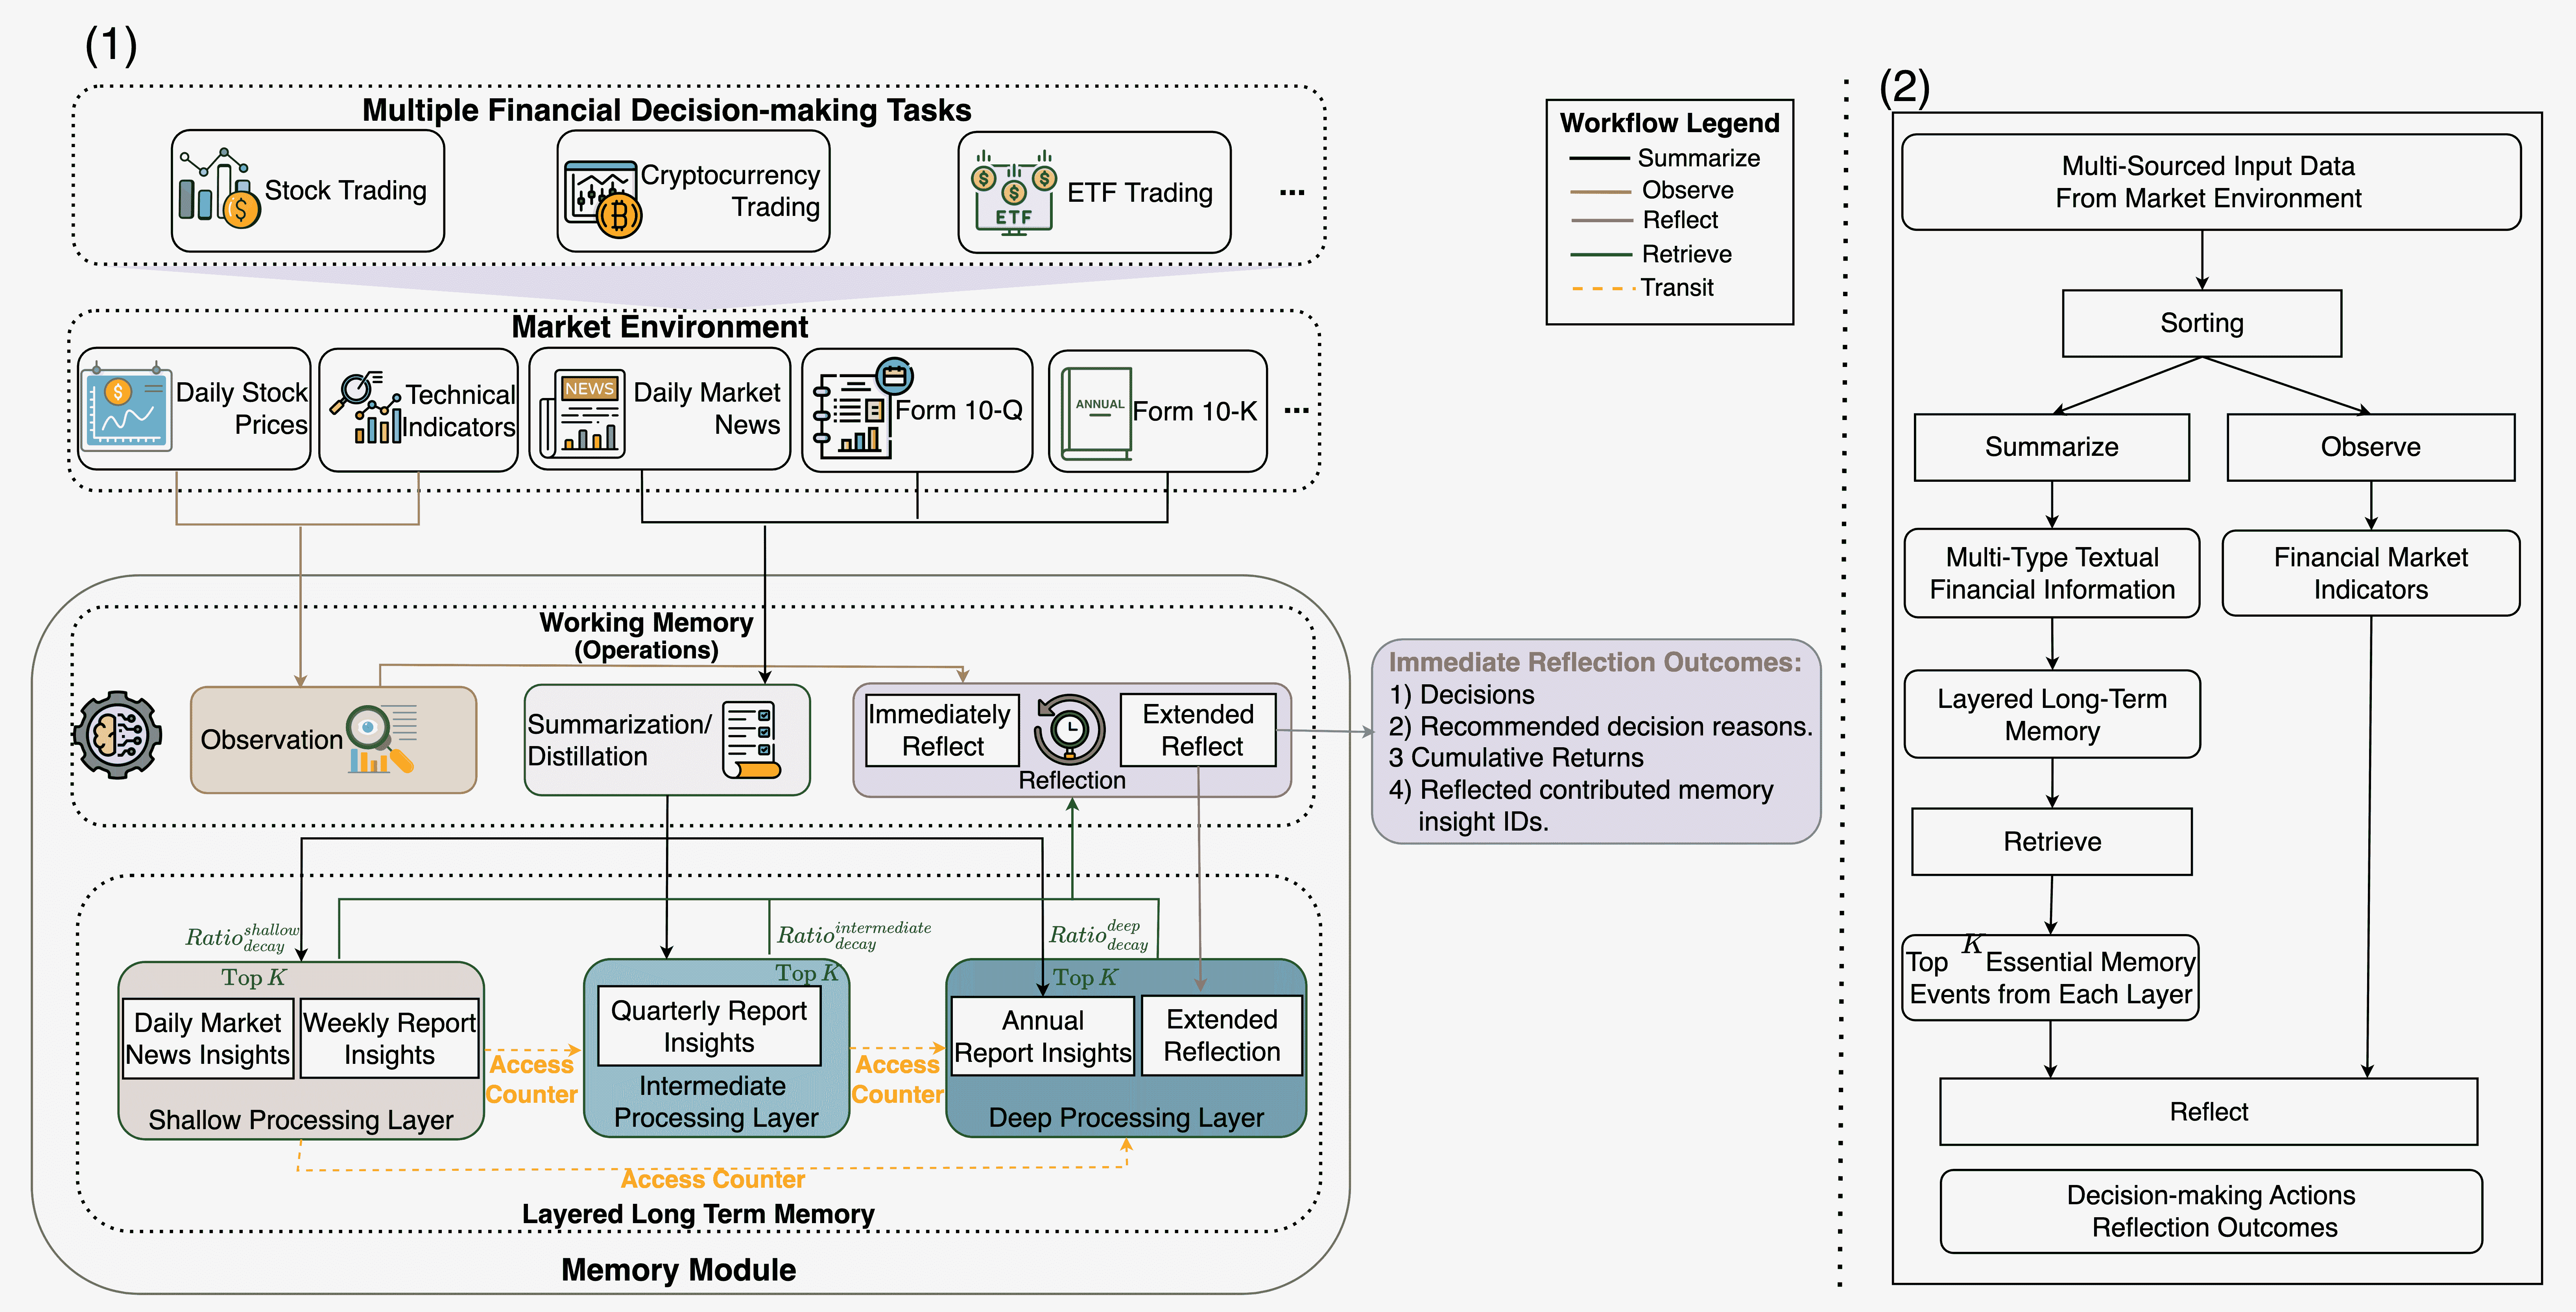 (1)
Multiple Financial Decision-making Tasks
Stock Trading
Cryptocurrency
Trading
ETF
ETF Trading
...
Workflow Legend
Summarize
Observe
Reflect
Retrieve
Transit
Market Environment
Daily Stock
Prices
Technical
Indicators
NEWS
Daily Market
News
Form 10-Q
ANNUAL
Form 10-K
...
Working Memory
(Operations)
Observation
Summarization/
Distillation
Immediately
Reflect
Reflection
Extended
Reflect
Immediate Reflection Outcomes:
1) Decisions
2) Recommended decision reasons.
3 Cumulative Returns
4) Reflected contributed memory
insight IDs.
Ratio^{shallow}_{decay}
Ratio^{intermediate}_{decay}
Ratio^{deep}_{decay}
Top K
Daily Market
News Insights
Weekly Report
Insights
Shallow Processing Layer
Access
Counter
Top K
Quarterly Report
Insights
Intermediate
Processing Layer
Access
Counter
Top K
Annual
Report Insights
Extended
Reflection
Deep Processing Layer
Access Counter
Layered Long Term Memory
Memory Module
(2)
Multi-Sourced Input Data
From Market Environment
Sorting
Summarize
Observe
Multi-Type Textual
Financial Information
Financial Market
Indicators
Layered Long-Term
Memory
Retrieve
Top K Essential Memory
Events from Each Layer
Reflect
Decision-making Actions
Reflection Outcomes